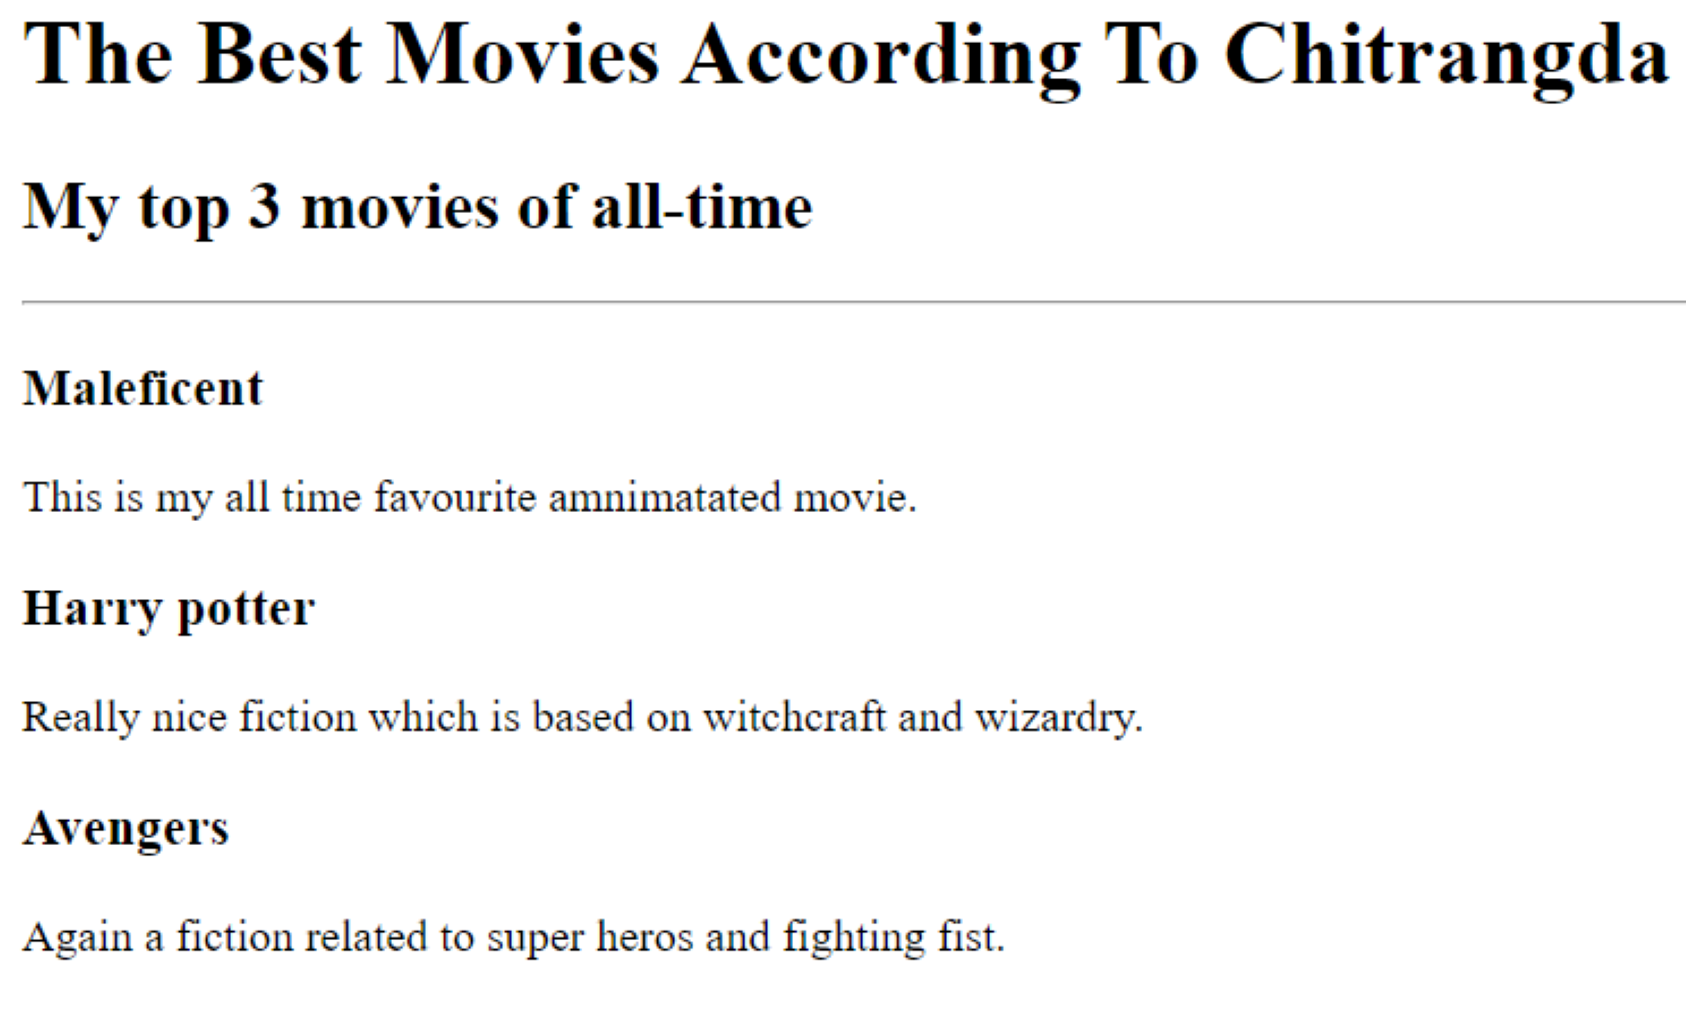 The Best Movies According To Chitrangda
My top 3 movies of all-time
Maleficent
This is my all time favourite amnimatated movie.
Harry potter
Really nice fiction which is based on witchcraft and wizardry.
Avengers
Again a fiction related to super heros and fighting fist.